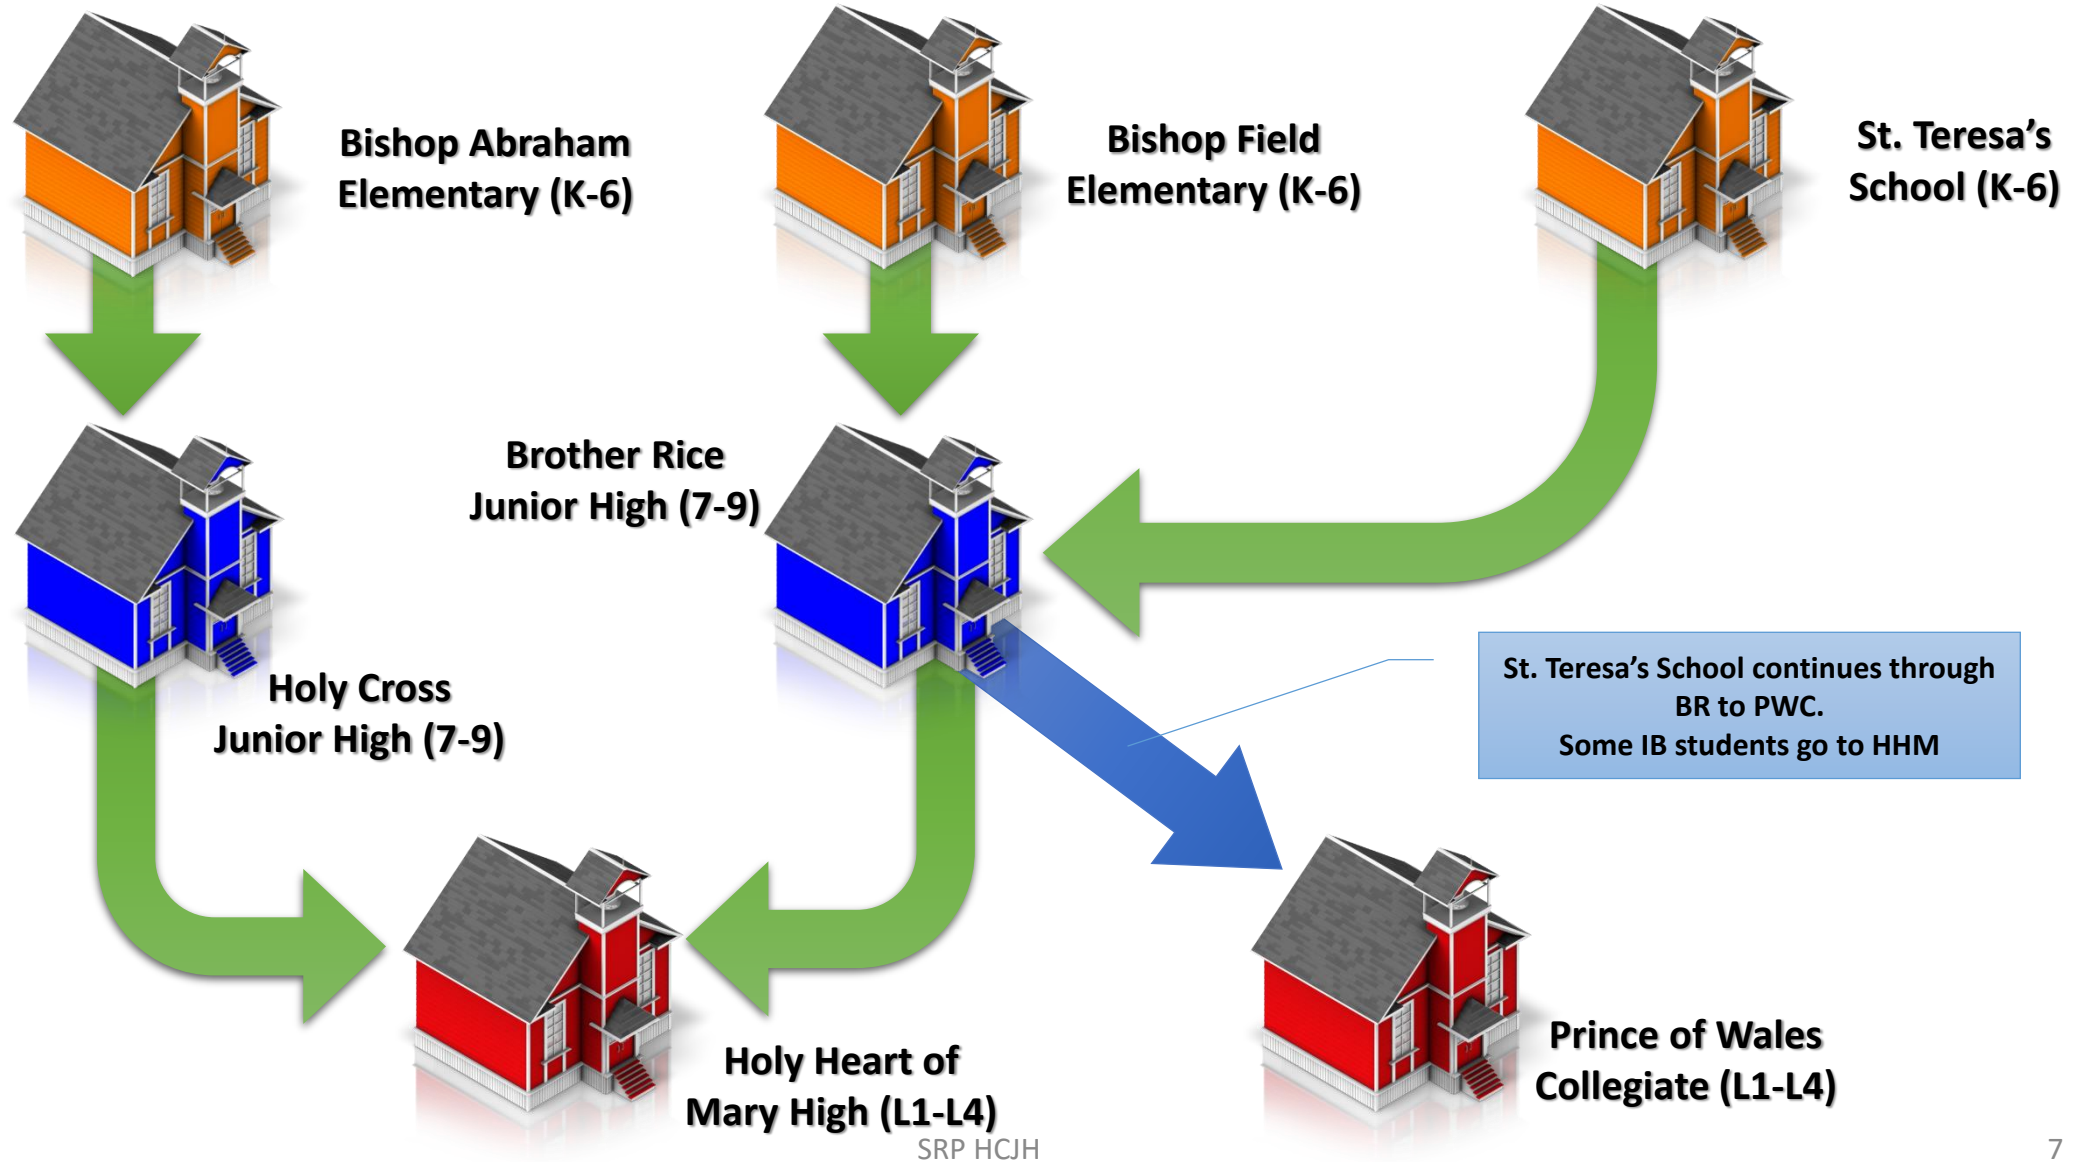 Bishop Abraham
Elementary (K-6)
Bishop Field
Elementary (K-6)
St. Teresa’s
School (K-6)
Brother Rice
Junior High (7-9)
Holy Cross
Junior High (7-9)
St. Teresa’s School continues through
BR to PWC.
Some IB students go to HHM
Holy Heart of
Mary High (L1-L4)
Prince of Wales
Collegiate (L1-L4)
SRP HCJH
7